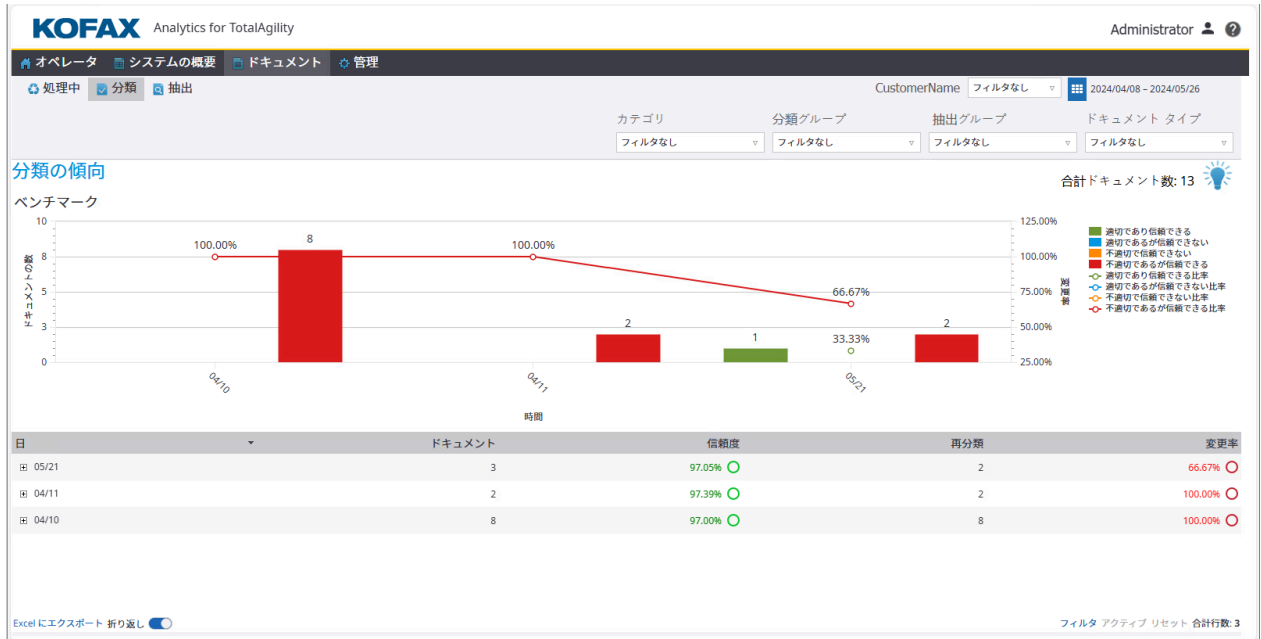 KOFAX Analytics for TotalAgility
Administrator
オペレータ システムの概要 ドキュメント 管理
処理中 分類 抽出
CustomerName フィルタなし 2024/04/08 – 2024/05/26
カテゴリ 分類グループ 抽出グループ ドキュメント タイプ
フィルタなし フィルタなし フィルタなし フィルタなし
分類の傾向
合計ドキュメント数: 13
ベンチマーク
ドキュメントの数
10
8
5
3
0
100.00%
8
100.00%
2
1
66.67%
33.33%
2
04/10
04/11
05/21
時間
125.00%
100.00%
75.00%
50.00%
25.00%
変更率
適切であり信頼できる
適切であるが信頼できない
不適切で信頼できない
不適切であるが信頼できる
適切であり信頼できる比率
適切であるが信頼できない比率
不適切で信頼できない比率
不適切であるが信頼できる比率
日 ドキュメント 信頼度 再分類 変更率
05/21 3 97.05% 2 66.67%
04/11 2 97.39% 2 100.00%
04/10 8 97.00% 8 100.00%
Excel にエクスポート 折り返し
フィルタ アクティブ リセット 合計行数: 3